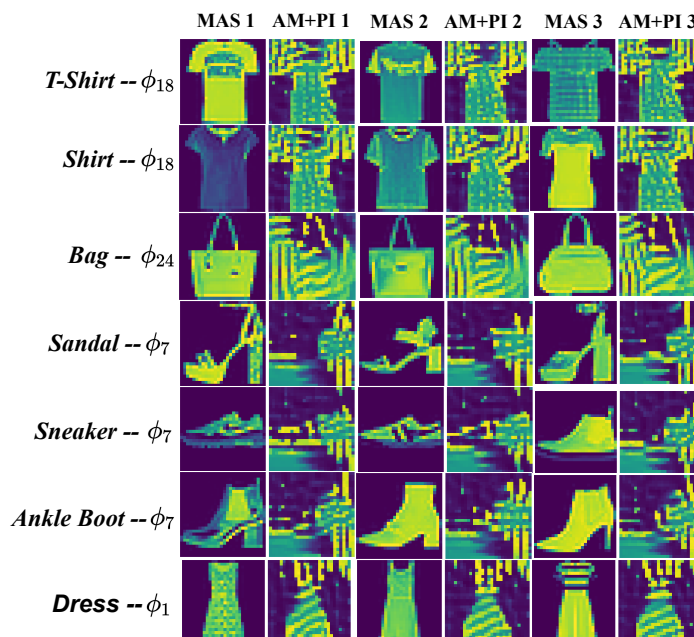 MAS 1 AM+PI 1 MAS 2 AM+PI 2 MAS 3 AM+PI 3
T-Shirt -- ϕ18
Shirt -- ϕ18
Bag -- ϕ24
Sandal -- ϕ7
Sneaker -- ϕ7
Ankle Boot -- ϕ7
Dress -- ϕ1